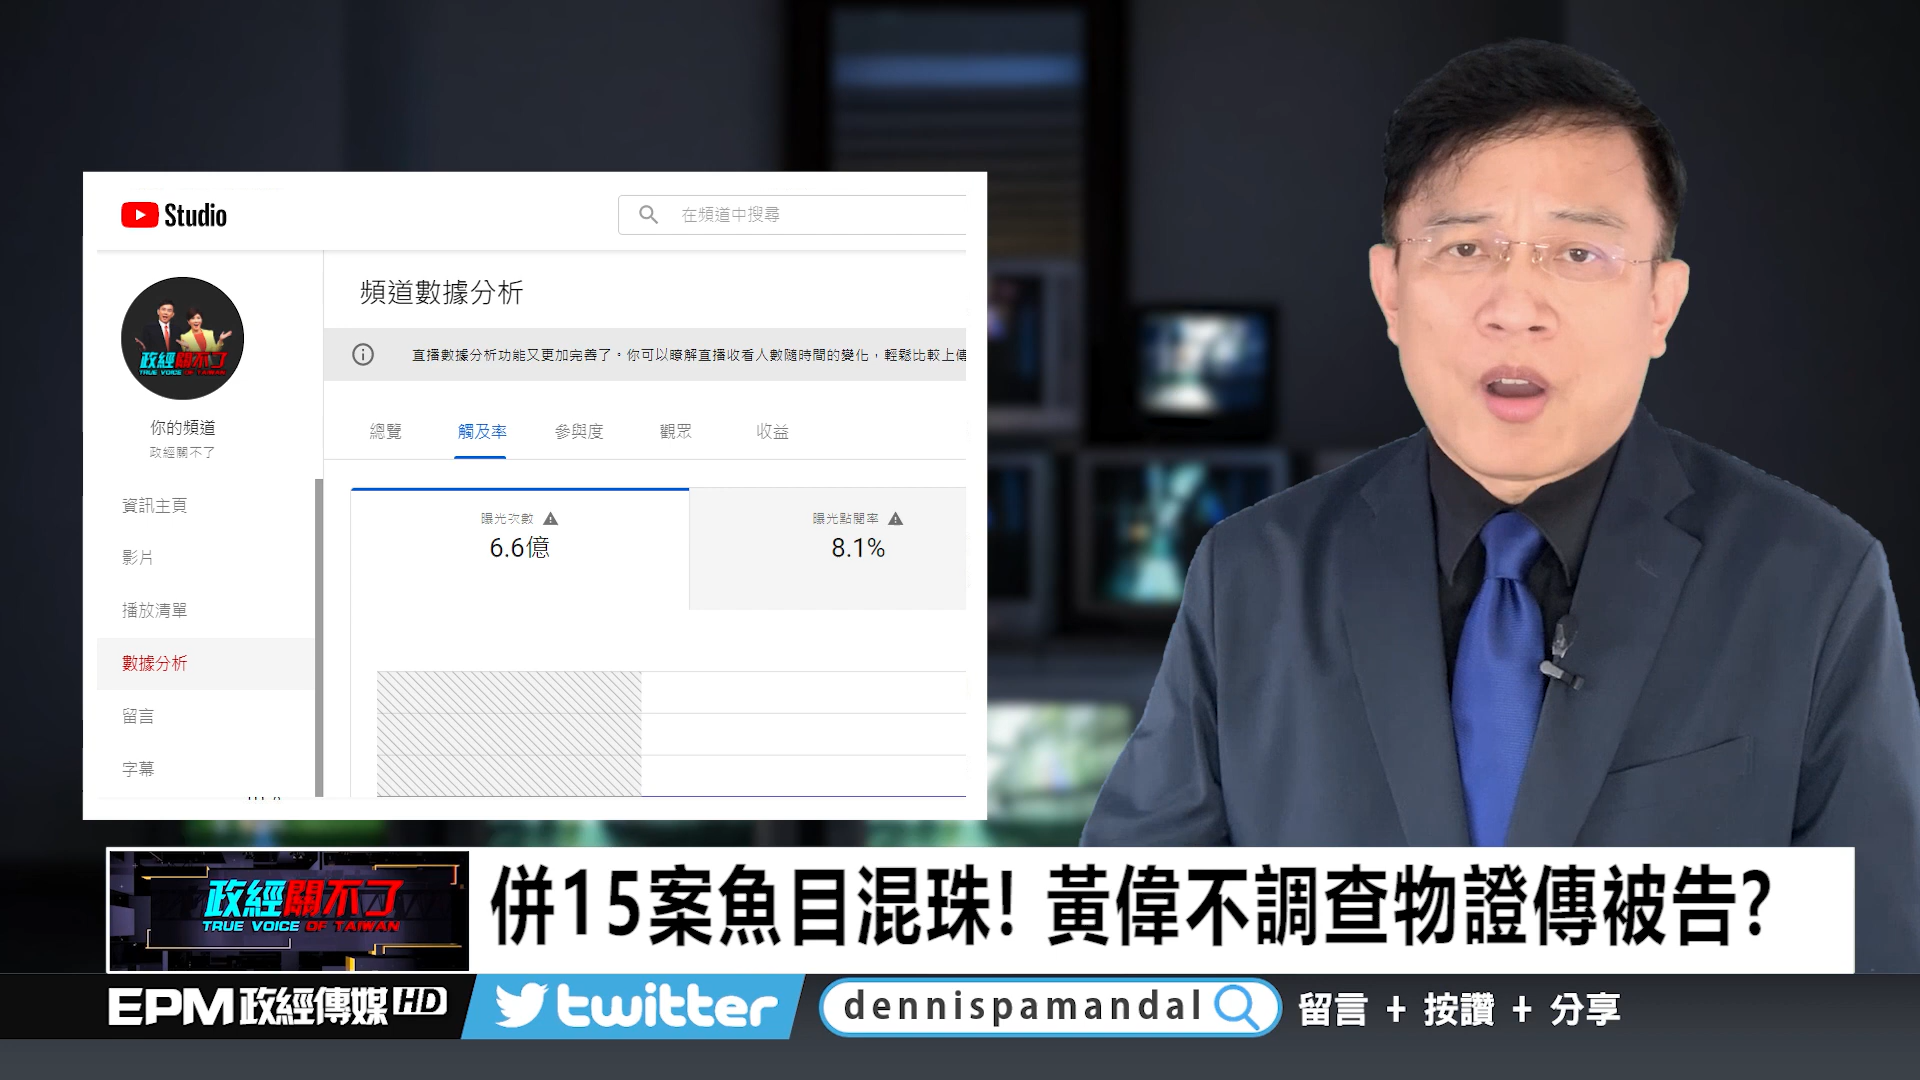 Studio
在頻道中搜尋
頻道數據分析
直播數據分析功能又更加完善了。你可以瞭解直播收看人數隨時間的變化，輕鬆比較上
政經關不了
TRUE VOICE OF TAIWAN
你的頻道
政經關不了
總覽 觸及率 參與度 觀眾 收益
資訊主頁
影片
播放清單
數據分析
留言
字幕
曝光次數
6.6億
曝光點閱率
8.1%
政經關不了
TRUE VOICE OF TAIWAN
併15案魚目混珠! 黃偉不調查物證傳被告?
EPM政經傳媒HD
twitter
dennispamandal
留言 + 按讚 + 分享